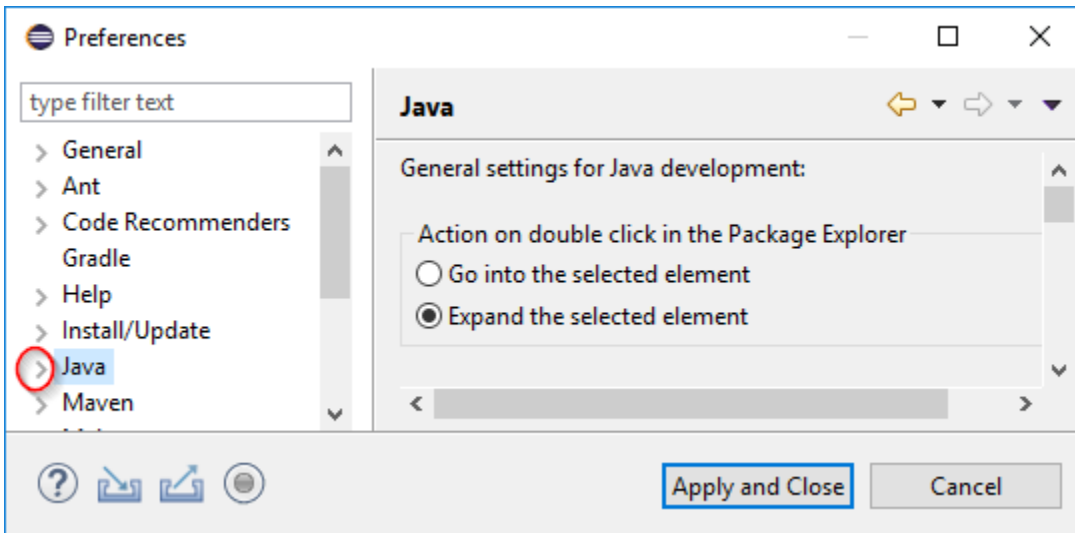 Preferences
type filter text
General
Ant
Code Recommenders
Gradle
Help
Install/Update
Java
Maven
Java
General settings for Java development:
Action on double click in the Package Explorer
Go into the selected element
Expand the selected element
?
Apply and Close
Cancel